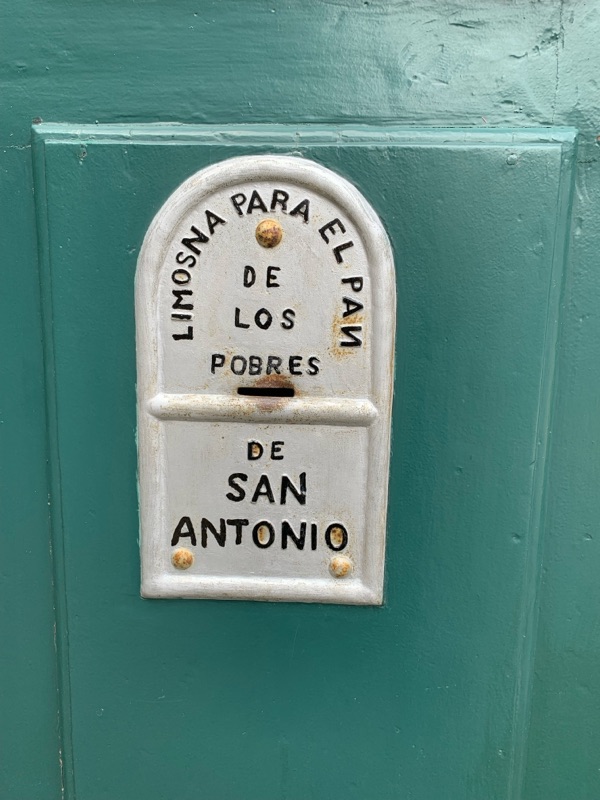 LIMOSNA PARA EL PAN
DE
LOS
POBRES
DE
SAN
ANTONIO